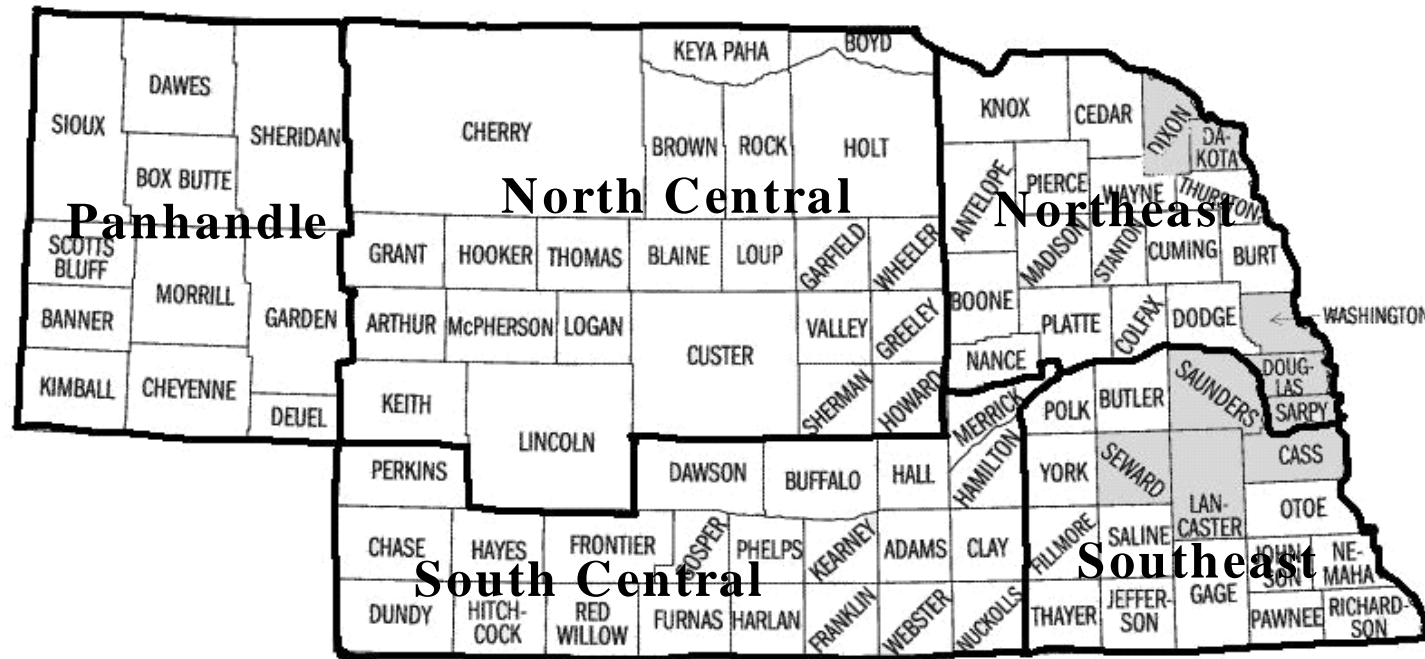 KEYA PAHA
BOYD
DAWES
SIOUX
SHERIDAN
CHERRY
BROWN
ROCK
HOLT
KNOX
CEDAR
DIXON
DA-
KOTA
BOX BUTTE
ANTELOPE
PIERCE
WAYNE
THURSTON
Panhandle
North Central
Northeast
SCOTTS
BLUFF
GRANT
HOOKER
THOMAS
BLAINE
LOUP
GARFIELD
WHEELER
MADISON
STANTON
CUMING
BURT
MORRILL
BANNER
GARDEN
ARTHUR
McPHERSON
LOGAN
CUSTER
VALLEY
GREELEY
BOONE
PLATTE
COLFAX
DODGE
WASHINGTON
KIMBALL
CHEYENNE
DEUEL
KEITH
LINCOLN
SHERMAN
HOWARD
NANCE
MERRICK
POLK
BUTLER
SAUNDERS
DOUG-
LAS
SARPY
PERKINS
DAWSON
BUFFALO
HALL
HAMILTON
YORK
SEWARD
CASS
LAN-
CASTER
OTOE
CHASE
HAYES
FRONTIER
GOSPER
PHELPS
KEARNEY
ADAMS
CLAY
FILLMORE
SALINE
JOHN-
SON
NE-
MAHA
South Central
Southeast
DUNDY
HITCH-
COCK
RED
WILLOW
FURNAS
HARLAN
FRANKLIN
WEBSTER
NUCKOLLS
THAYER
JEFFER-
SON
GAGE
PAWNEE
RICHARD-
SON